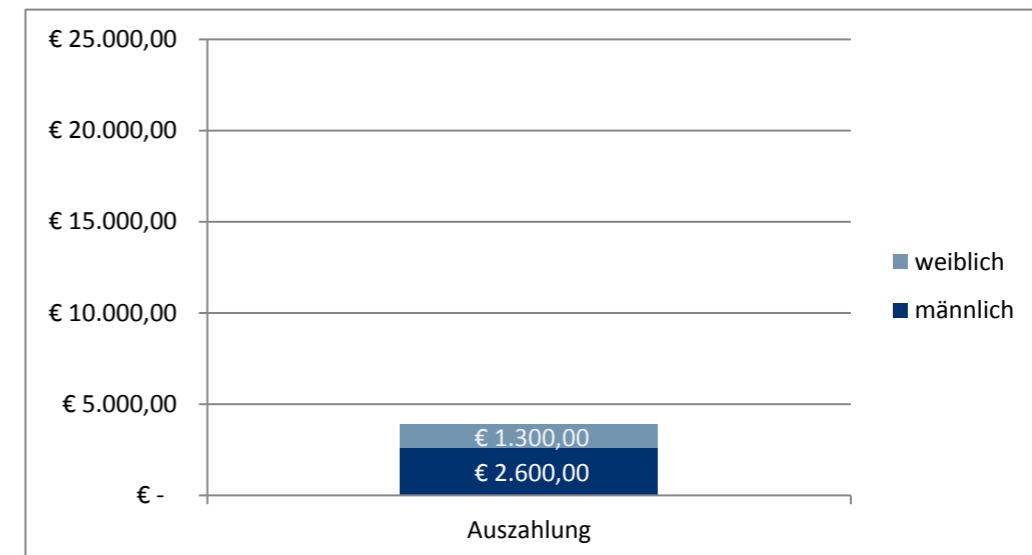 € 25.000,00
€ 20.000,00
€ 15.000,00
€ 10.000,00
€ 5.000,00
€ -
€ 1.300,00
€ 2.600,00
Auszahlung
weiblich
männlich